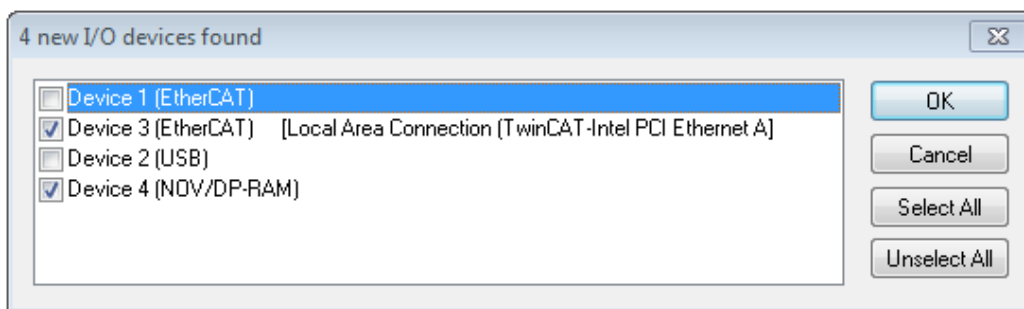 4 new I/O devices found
Device 1 (EtherCAT)
Device 3 (EtherCAT) [Local Area Connection (TwinCAT-Intel PCI Ethernet A]
Device 2 (USB)
Device 4 (NOV/DP-RAM)
OK
Cancel
Select All
Unselect All